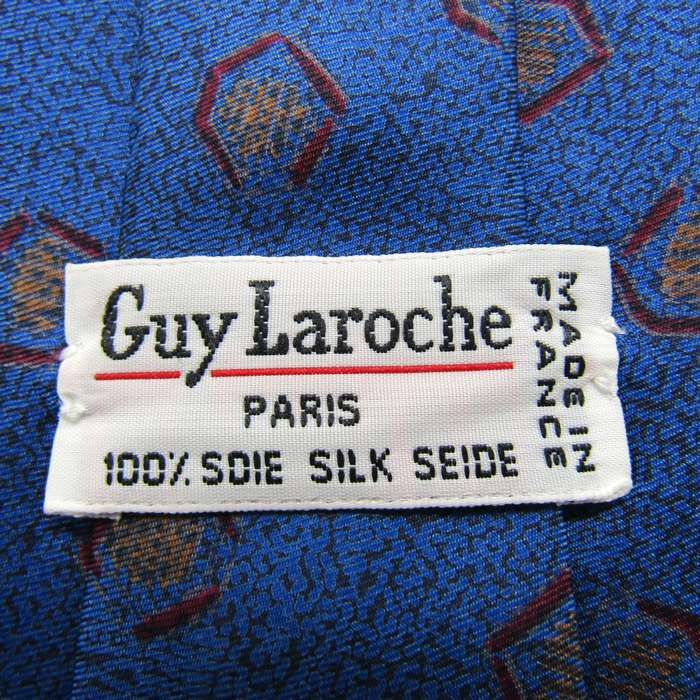 Guy Laroche
PARIS
100% SOIE SILK SEIDE
MADE IN
FRANCE